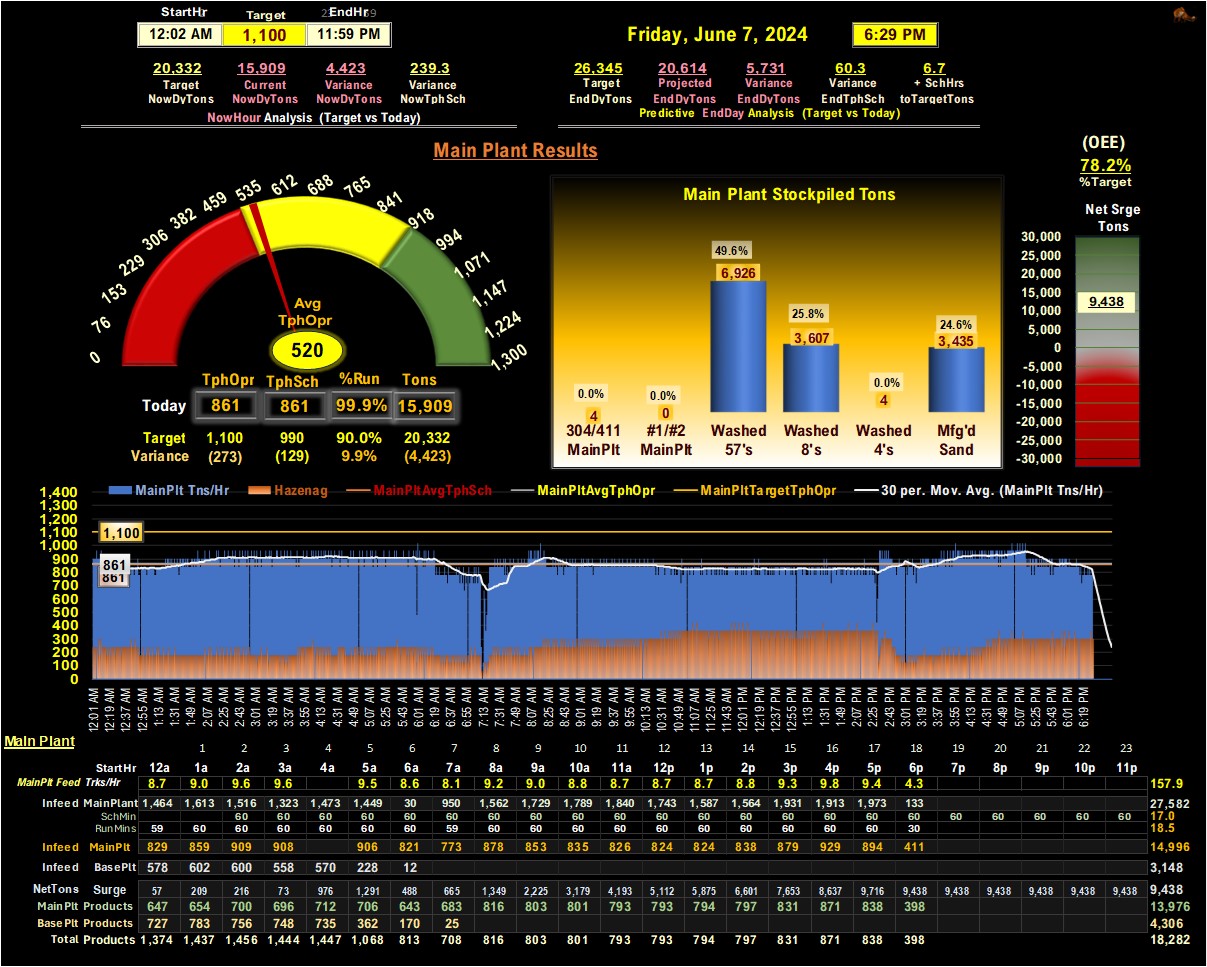 StartHr Target EndHr
12:02 AM 1,100 11:59 PM
Friday, June 7, 2024 6:29 PM
20,332 15,909 4,423 239.3
Target Current Variance Variance
NowDyTons NowDyTons NowDyTons NowTphSch
NowHour Analysis (Target vs Today)
26,345 20,614 5,731 60.3 6.7
Target Projected Variance Variance + SchHrs
EndDyTons EndDyTons EndDyTons EndTphSch toTargetTons
Predictive EndDay Analysis (Target vs Today)
Main Plant Results
(OEE)
78.2%
%Target
0 76 153 229 306 382 459 535 612 688 765 841 918 994 1,071 1,147 1,224 1,300
Avg
TphOpr
520
TphOpr TphSch %Run Tons
Today 861 861 99.9% 15,909
Target 1,100 990 90.0% 20,332
Variance (273) (129) 9.9% (4,423)
Main Plant Stockpiled Tons
0.0% 0.0% 49.6% 25.8% 0.0% 24.6%
4 0 6,926 3,607 4 3,435
304/411 #1/#2 Washed Washed Washed Mfg'd
MainPlt MainPlt 57's 8's 4's Sand
Net Srge
Tons
30,000
25,000
20,000
15,000
10,000
5,000
0
-5,000
-10,000
-15,000
-20,000
-25,000
-30,000
9,438
MainPlt Tns/Hr Hazenag MainPltAvgTphSch MainPltAvgTphOpr MainPltTargetTphOpr 30 per. Mov. Avg. (MainPlt Tns/Hr)
1,400
1,300
1,200
1,100
1,000
900
800
700
600
500
400
300
200
100
0
1,100
861
861
12:01 AM 12:19 AM 12:37 AM 12:55 AM 1:13 AM 1:31 AM 1:49 AM 2:07 AM 2:25 AM 2:43 AM 3:01 AM 3:19 AM 3:37 AM 3:55 AM 4:13 AM 4:31 AM 4:49 AM 5:07 AM 5:25 AM 5:43 AM 6:01 AM 6:19 AM 6:37 AM 6:55 AM 7:13 AM 7:31 AM 7:49 AM 8:07 AM 8:25 AM 8:43 AM 9:01 AM 9:19 AM 9:37 AM 9:55 AM 10:13 AM 10:31 AM 10:49 AM 11:07 AM 11:25 AM 11:43 AM 12:01 PM 12:19 PM 12:37 PM 12:55 PM 1:13 PM 1:31 PM 1:49 PM 2:07 PM 2:25 PM 2:43 PM 3:01 PM 3:19 PM 3:37 PM 3:55 PM 4:13 PM 4:31 PM 4:49 PM 5:07 PM 5:25 PM 5:43 PM 6:01 PM 6:19 PM
Main Plant
1 2 3 4 5 6 7 8 9 10 11 12 13 14 15 16 17 18 19 20 21 22 23
StartHr 12a 1a 2a 3a 4a 5a 6a 7a 8a 9a 10a 11a 12p 1p 2p 3p 4p 5p 6p 7p 8p 9p 10p 11p
MainPlt Feed Trks/Hr 8.7 9.0 9.6 9.6 9.5 8.6 8.1 9.2 9.0 8.8 8.7 8.7 8.7 8.8 9.3 9.8 9.4 4.3 157.9
Infeed MainPlant 1,464 1,613 1,516 1,323 1,473 1,449 30 950 1,562 1,729 1,789 1,840 1,743 1,587 1,564 1,931 1,913 1,973 133 27,582
SchMin 60 60 60 60 60 60 60 60 60 60 60 60 60 60 60 60 60 60 60 60 60 60 17.0
RunMins 59 60 60 60 60 60 60 59 60 60 60 60 60 60 60 60 60 60 30 18.5
Infeed MainPlt 829 859 909 908 906 821 773 878 853 835 826 824 824 838 879 929 894 411 14,996
Infeed BasePlt 578 602 600 558 570 228 12 3,148
NetTons Surge 57 209 216 73 976 1,291 488 665 1,349 2,225 3,179 4,193 5,112 5,875 6,601 7,653 8,637 9,716 9,438 9,438 9,438 9,438 9,438 9,438 9,438
MainPlt Products 647 654 700 696 712 706 643 683 816 803 801 793 793 794 797 831 871 838 398 13,976
BasePlt Products 727 783 756 748 735 362 170 25 4,306
Total Products 1,374 1,437 1,456 1,444 1,447 1,068 813 708 816 803 801 793 793 794 797 831 871 838 398 18,282